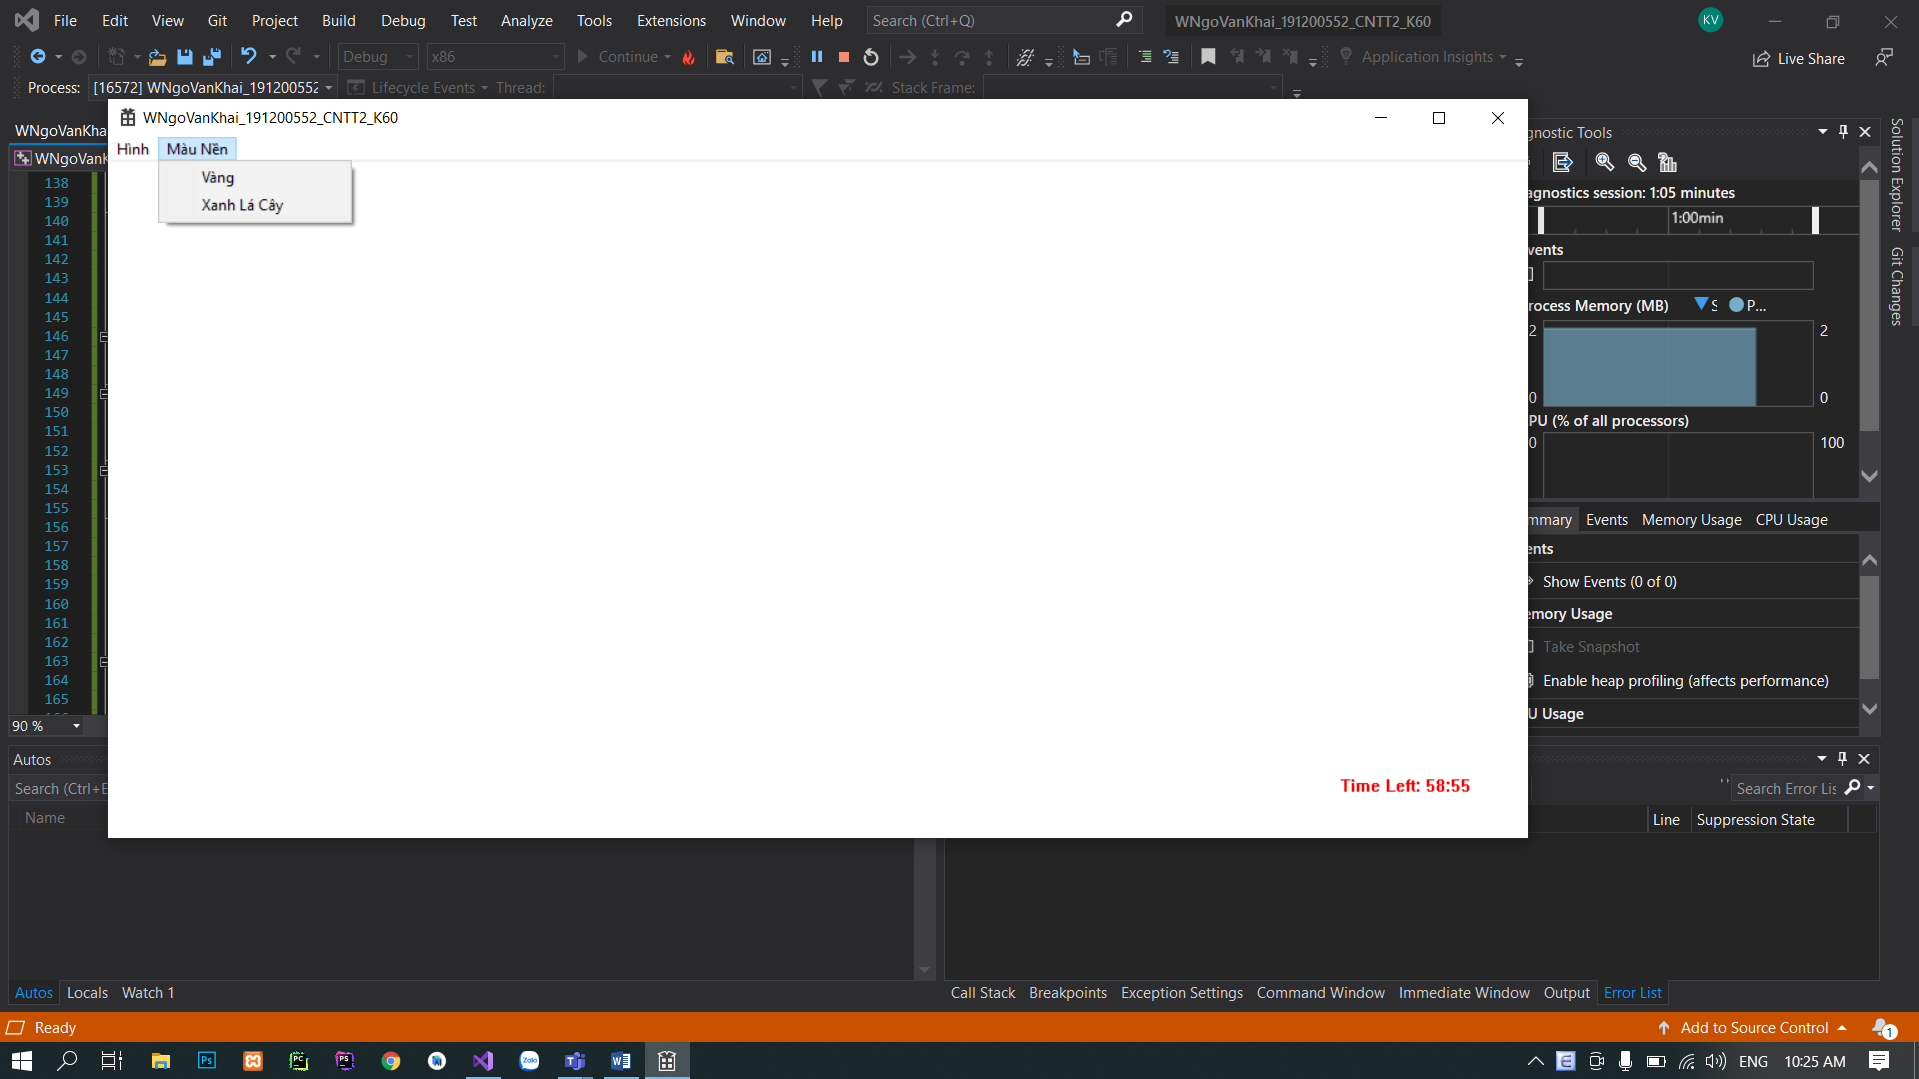 File Edit View Git Project Build Debug Test Analyze Tools Extensions Window Help Search (Ctrl+Q) WNgoVanKhai_191200552_CNTT2_K60 KV
Debug x86 Continue Application Insights Live Share
Process: [16572] WNgoVanKhai_191200552 Lifecycle Events Thread: Stack Frame:
WNgoVanKha
WNgoVank
WNgoVanKhai_191200552_CNTT2_K60
Hình Màu Nền
Vàng
Xanh Lá Cây
Time Left: 58:55
138
139
140
141
142
143
144
145
146
147
148
149
150
151
152
153
154
155
156
157
158
159
160
161
162
163
164
165
90 %
gnostic Tools
agnostics session: 1:05 minutes
1:00min
vents
rocess Memory (MB) S P...
2 2
0 0
PU (% of all processors)
0 100
mmary Events Memory Usage CPU Usage
ents
Show Events (0 of 0)
emory Usage
Take Snapshot
Enable heap profiling (affects performance)
U Usage
Solution Explorer
Git Changes
Autos
Search (Ctrl+E
Name
Search Error Lis
Line Suppression State
Autos Locals Watch 1
Call Stack Breakpoints Exception Settings Command Window Immediate Window Output Error List
Ready Add to Source Control 1
ENG 10:25 AM